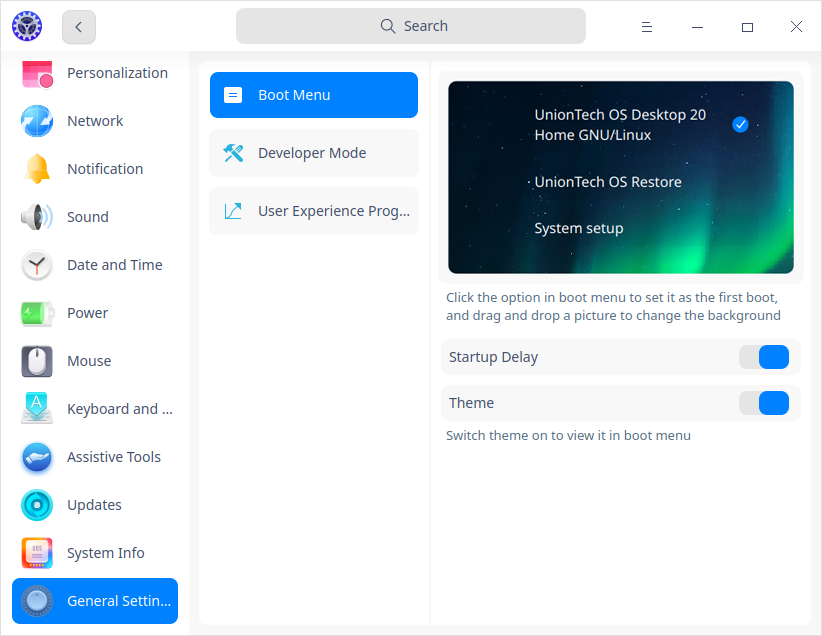 Search
Personalization
Network
Notification
Sound
Date and Time
Power
Mouse
Keyboard and ...
Assistive Tools
Updates
System Info
General Settin...
Boot Menu
Developer Mode
User Experience Prog...
UnionTech OS Desktop 20
Home GNU/Linux
UnionTech OS Restore
System setup
Click the option in boot menu to set it as the first boot,
and drag and drop a picture to change the background
Startup Delay
Theme
Switch theme on to view it in boot menu